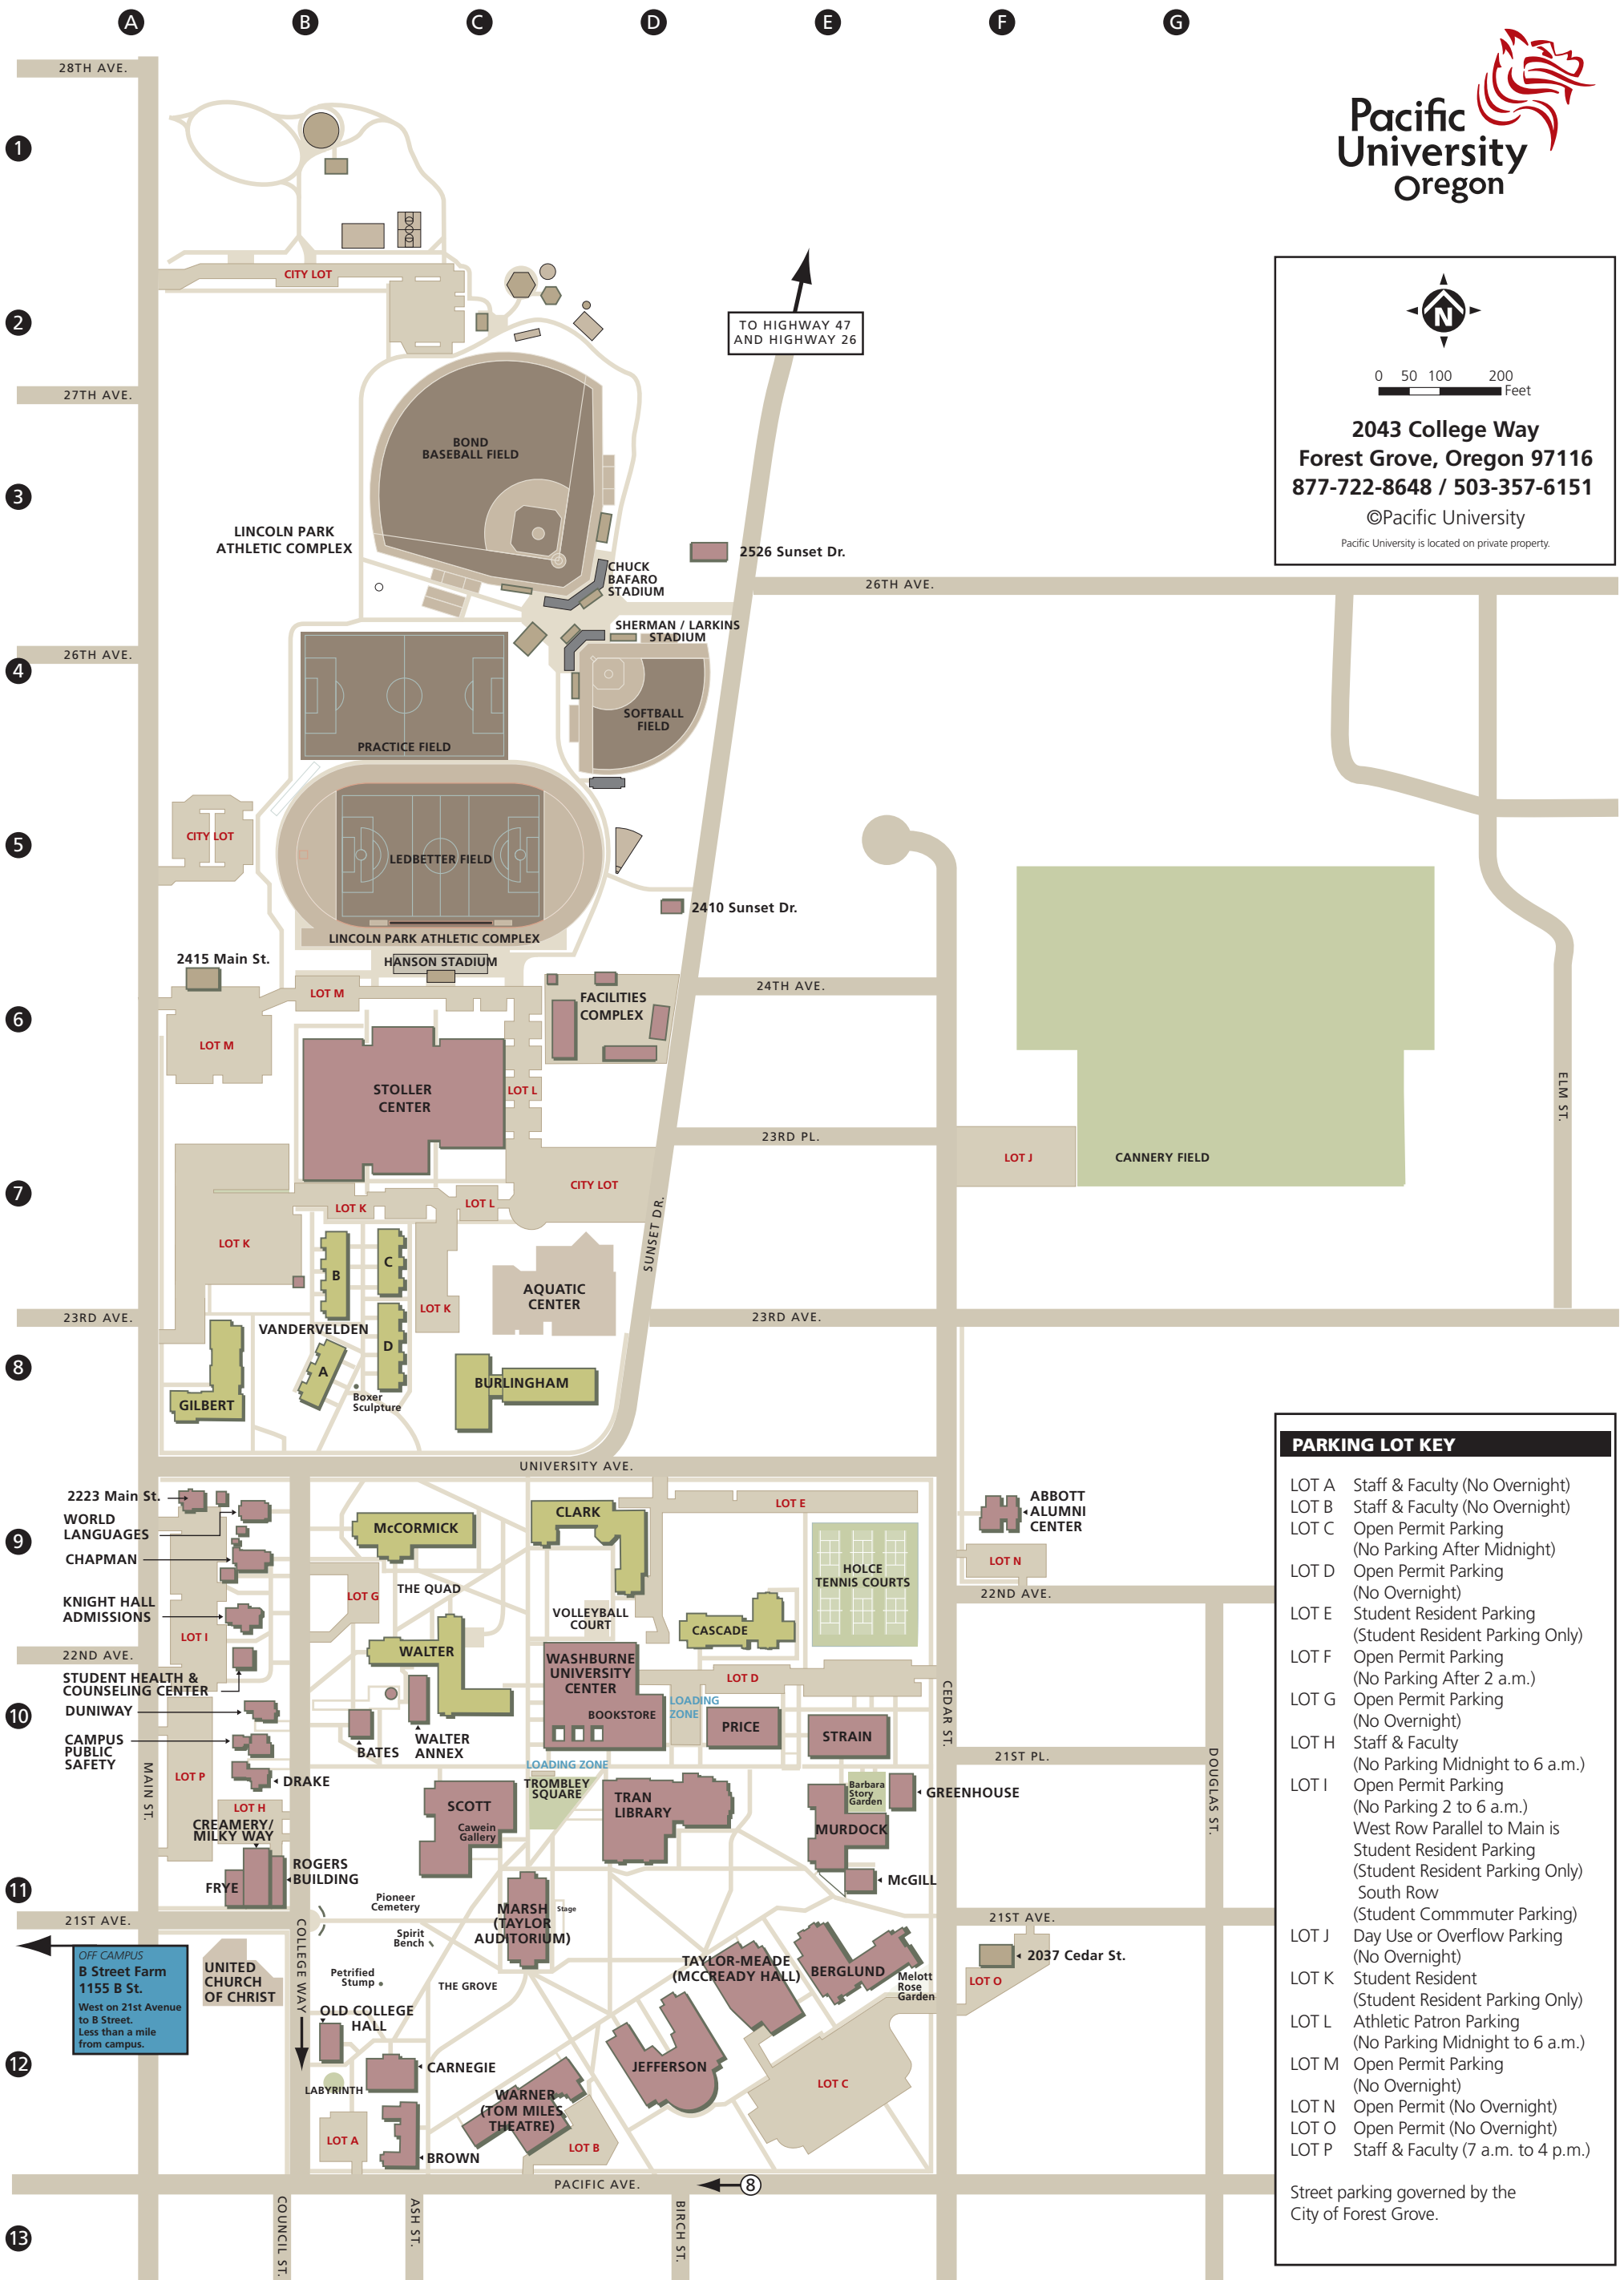 A B C D E F G
28TH AVE.
1
Pacific
University
Oregon
CITY LOT
2
TO HIGHWAY 47
AND HIGHWAY 26
N
0 50 100 200
Feet
2043 College Way
Forest Grove, Oregon 97116
877-722-8648 / 503-357-6151
©Pacific University
Pacific University is located on private property.
27TH AVE.
BOND
BASEBALL FIELD
3
LINCOLN PARK
ATHLETIC COMPLEX
2526 Sunset Dr.
CHUCK
BAFARO
STADIUM
26TH AVE.
SHERMAN / LARKINS
STADIUM
26TH AVE.
4
SOFTBALL
FIELD
PRACTICE FIELD
5
CITY LOT
LEDBETTER FIELD
2410 Sunset Dr.
LINCOLN PARK ATHLETIC COMPLEX
2415 Main St.
HANSON STADIUM
LOT M
24TH AVE.
FACILITIES
COMPLEX
6
LOT M
STOLLER
CENTER
LOT L
ELM ST.
23RD PL.
LOT J
CANNERY FIELD
CITY LOT
7
LOT K
LOT L
SUNSET DR.
LOT K
B
C
AQUATIC
CENTER
LOT K
23RD AVE.
23RD AVE.
VANDERVELDEN
D
8
A
BURLINGHAM
Boxer
Sculpture
GILBERT
UNIVERSITY AVE.
2223 Main St.
WORLD
LANGUAGES
9
CHAPMAN
McCORMICK
CLARK
LOT E
ABBOTT
ALUMNI
CENTER
HOLCE
TENNIS COURTS
LOT N
22ND AVE.
KNIGHT HALL
ADMISSIONS
LOT G
THE QUAD
VOLLEYBALL
COURT
CASCADE
LOT I
22ND AVE.
WALTER
WASHBURNE
UNIVERSITY
CENTER
LOT D
STUDENT HEALTH &
COUNSELING CENTER
10
DUNIWAY
BOOKSTORE
LOADING
ZONE
PRICE
STRAIN
CEDAR ST.
CAMPUS
PUBLIC
SAFETY
BATES
WALTER
ANNEX
21ST PL.
DOUGLAS ST.
MAIN ST.
LOT P
DRAKE
LOADING ZONE
TROMBLEY
SQUARE
TRAN
LIBRARY
Barbara
Story
Garden
GREENHOUSE
LOT H
SCOTT
Cawein
Gallery
CREAMERY/
MILKY WAY
MURDOCK
ROGERS
BUILDING
FRYE
11
McGILL
Pioneer
Cemetery
MARSH
(TAYLOR
AUDITORIUM)
Stage
21ST AVE.
21ST AVE.
COLLEGE WAY
Spirit
Bench
OFF CAMPUS
B Street Farm
1155 B St.
West on 21st Avenue
to B Street.
Less than a mile
from campus.
UNITED
CHURCH
OF CHRIST
Petrified
Stump
THE GROVE
TAYLOR-MEADE
(MCCREADY HALL)
BERGLUND
Melott
Rose
Garden
2037 Cedar St.
LOT O
OLD COLLEGE
HALL
12
CARNEGIE
JEFFERSON
LOT C
LABYRINTH
WARNER
(TOM MILES
THEATRE)
LOT A
LOT B
BROWN
PACIFIC AVE.
8
13
COUNCIL ST.
ASH ST.
BIRCH ST.
PARKING LOT KEY
LOT A Staff & Faculty (No Overnight)
LOT B Staff & Faculty (No Overnight)
LOT C Open Permit Parking
(No Parking After Midnight)
LOT D Open Permit Parking
(No Overnight)
LOT E Student Resident Parking
(Student Resident Parking Only)
LOT F Open Permit Parking
(No Parking After 2 a.m.)
LOT G Open Permit Parking
(No Overnight)
LOT H Staff & Faculty
(No Parking Midnight to 6 a.m.)
LOT I Open Permit Parking
(No Parking 2 to 6 a.m.)
West Row Parallel to Main is
Student Resident Parking
(Student Resident Parking Only)
South Row
(Student Commmuter Parking)
LOT J Day Use or Overflow Parking
(No Overnight)
LOT K Student Resident
(Student Resident Parking Only)
LOT L Athletic Patron Parking
(No Parking Midnight to 6 a.m.)
LOT M Open Permit Parking
(No Overnight)
LOT N Open Permit (No Overnight)
LOT O Open Permit (No Overnight)
LOT P Staff & Faculty (7 a.m. to 4 p.m.)
Street parking governed by the
City of Forest Grove.